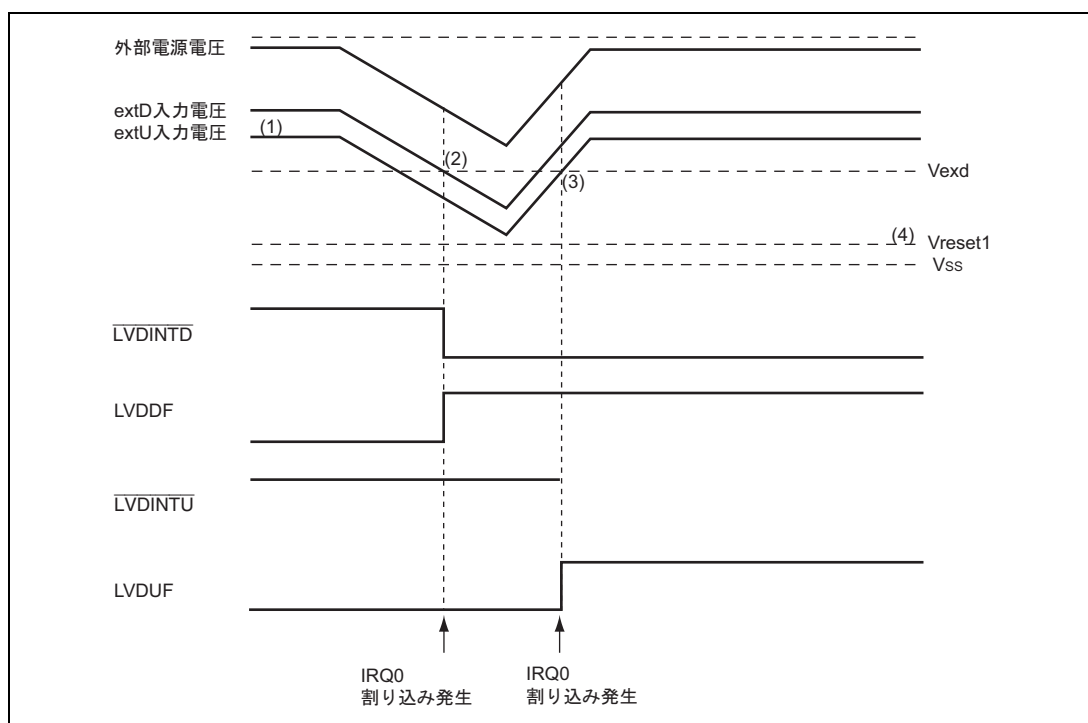 外部電源電圧
extD入力電圧
extU入力電圧
(1)
(2)
(3)
Vexd
(4)
Vreset1
Vss
LVDINTD
LVDDF
LVDINTU
LVDUF
IRQ0
割り込み発生
IRQ0
割り込み発生